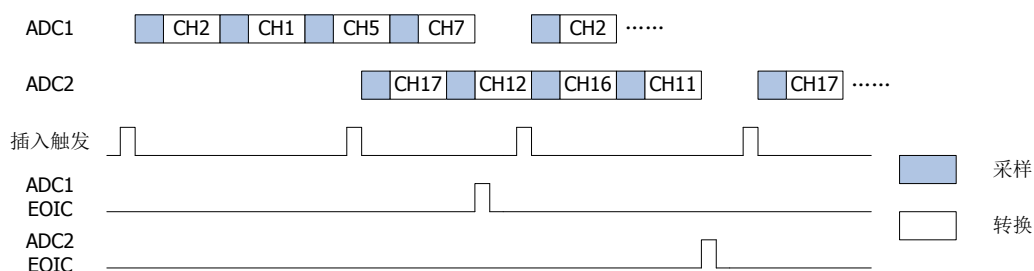 ADC1 CH2 CH1 CH5 CH7 CH2 ……
ADC2 CH17 CH12 CH16 CH11 CH17 ……
插入触发
采样
ADC1
EOIC
转换
ADC2
EOIC